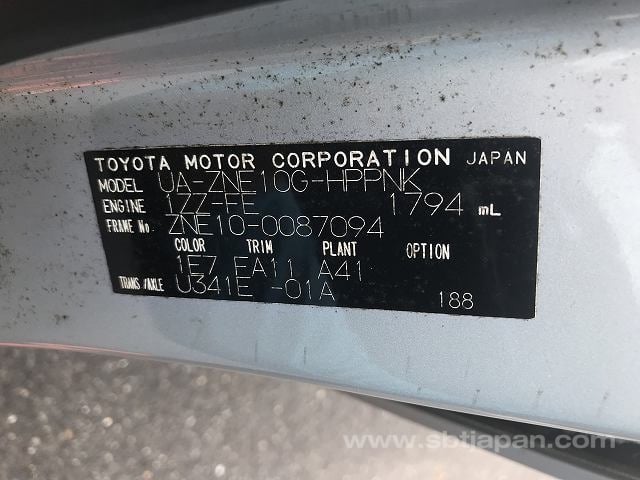 TOYOTA MOTOR CORPORATION JAPAN
MODEL UA-ZNE10G-HPPNK
ENGINE 1ZZ-FE 1794 mL
FRAME No. ZNE10-0087094
COLOR TRIM PLANT OPTION
1E7 EA11 A41
TRANS/AXLE U341E -01A
188
www.sbtjapan.com